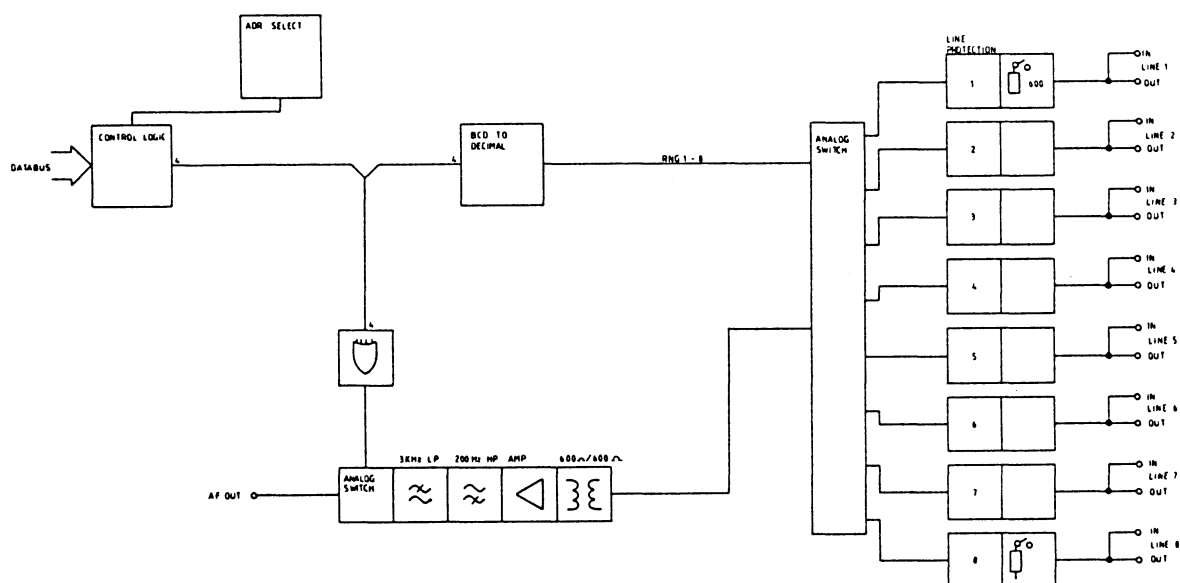 ADR SELECT
CONTROL LOGIC
4
DATABUS
BCD TO
DECIMAL
4
RNG 1 - 8
ANALOG
SWITCH
LINE
PROTECTION
1
600
IN
LINE 1
OUT
2
IN
LINE 2
OUT
3
IN
LINE 3
OUT
4
IN
LINE 4
OUT
5
IN
LINE 5
OUT
6
IN
LINE 6
OUT
7
IN
LINE 7
OUT
8
IN
LINE 8
OUT
4
3KHz LP
200Hz HP
AMP
600Ω/600Ω
ANALOG
SWITCH
AF OUT